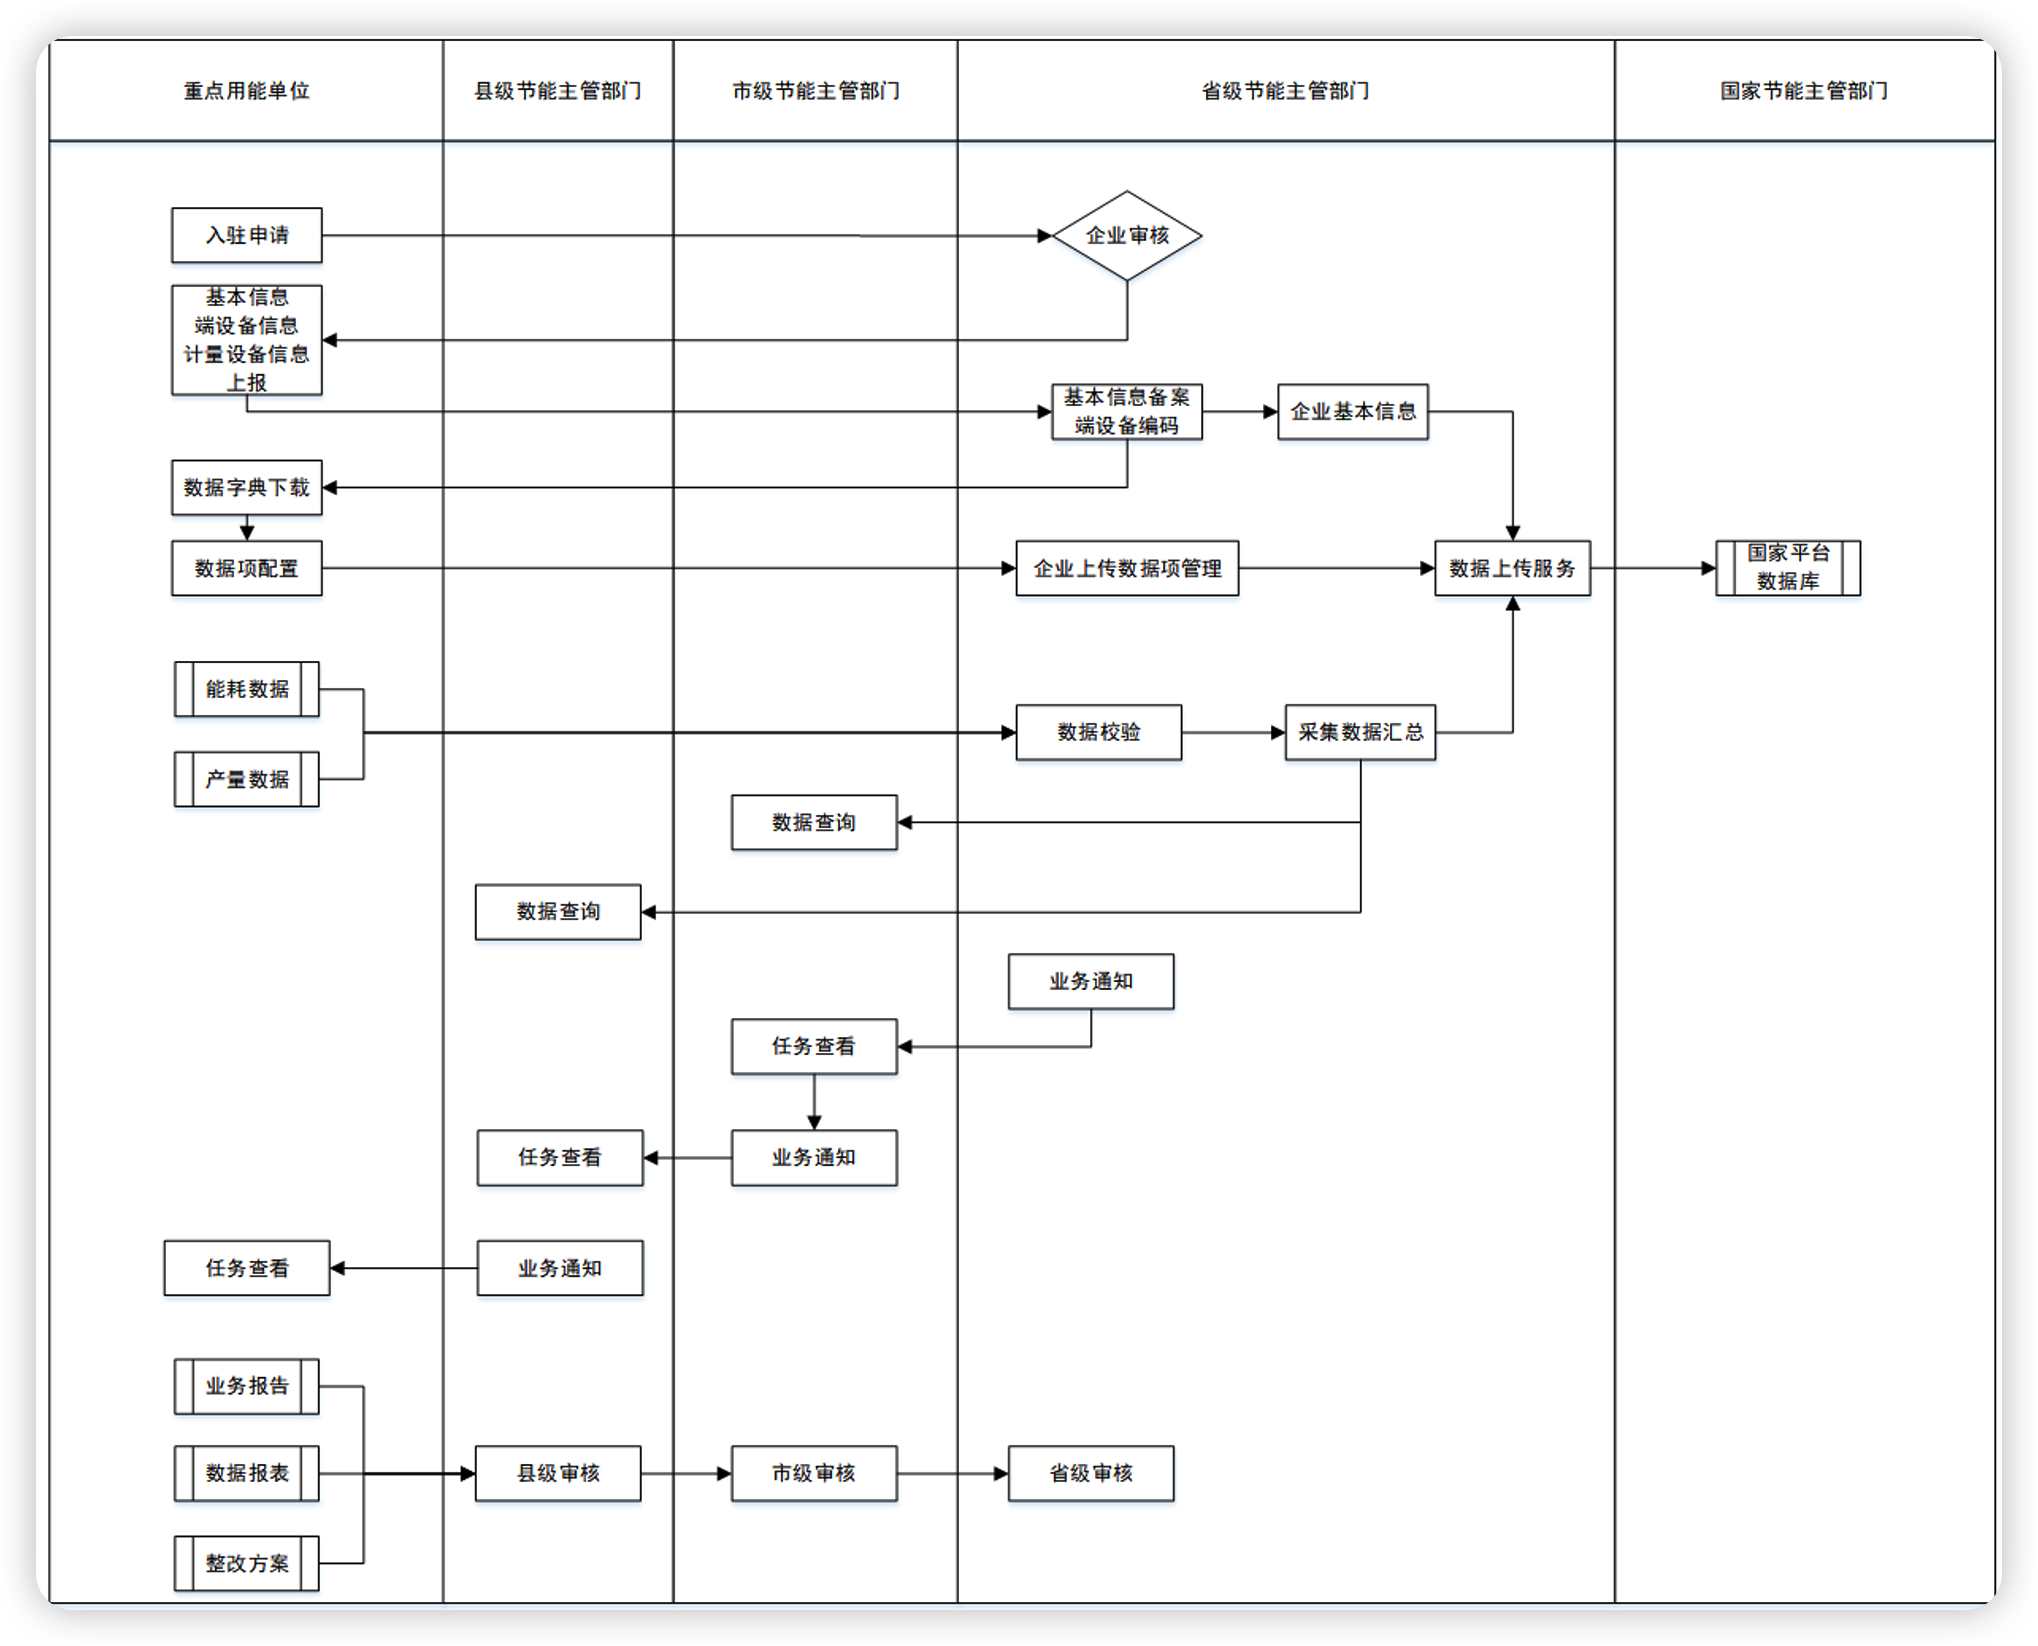 重点用能单位
县级节能主管部门
市级节能主管部门
省级节能主管部门
国家节能主管部门
入驻申请
企业审核
基本信息
端设备信息
计量设备信息
上报
基本信息备案
端设备编码
企业基本信息
数据字典下载
数据项配置
企业上传数据项管理
数据上传服务
国家平台
数据库
能耗数据
产量数据
数据校验
采集数据汇总
数据查询
数据查询
业务通知
任务查看
任务查看
业务通知
任务查看
业务通知
业务报告
数据报表
县级审核
市级审核
省级审核
整改方案